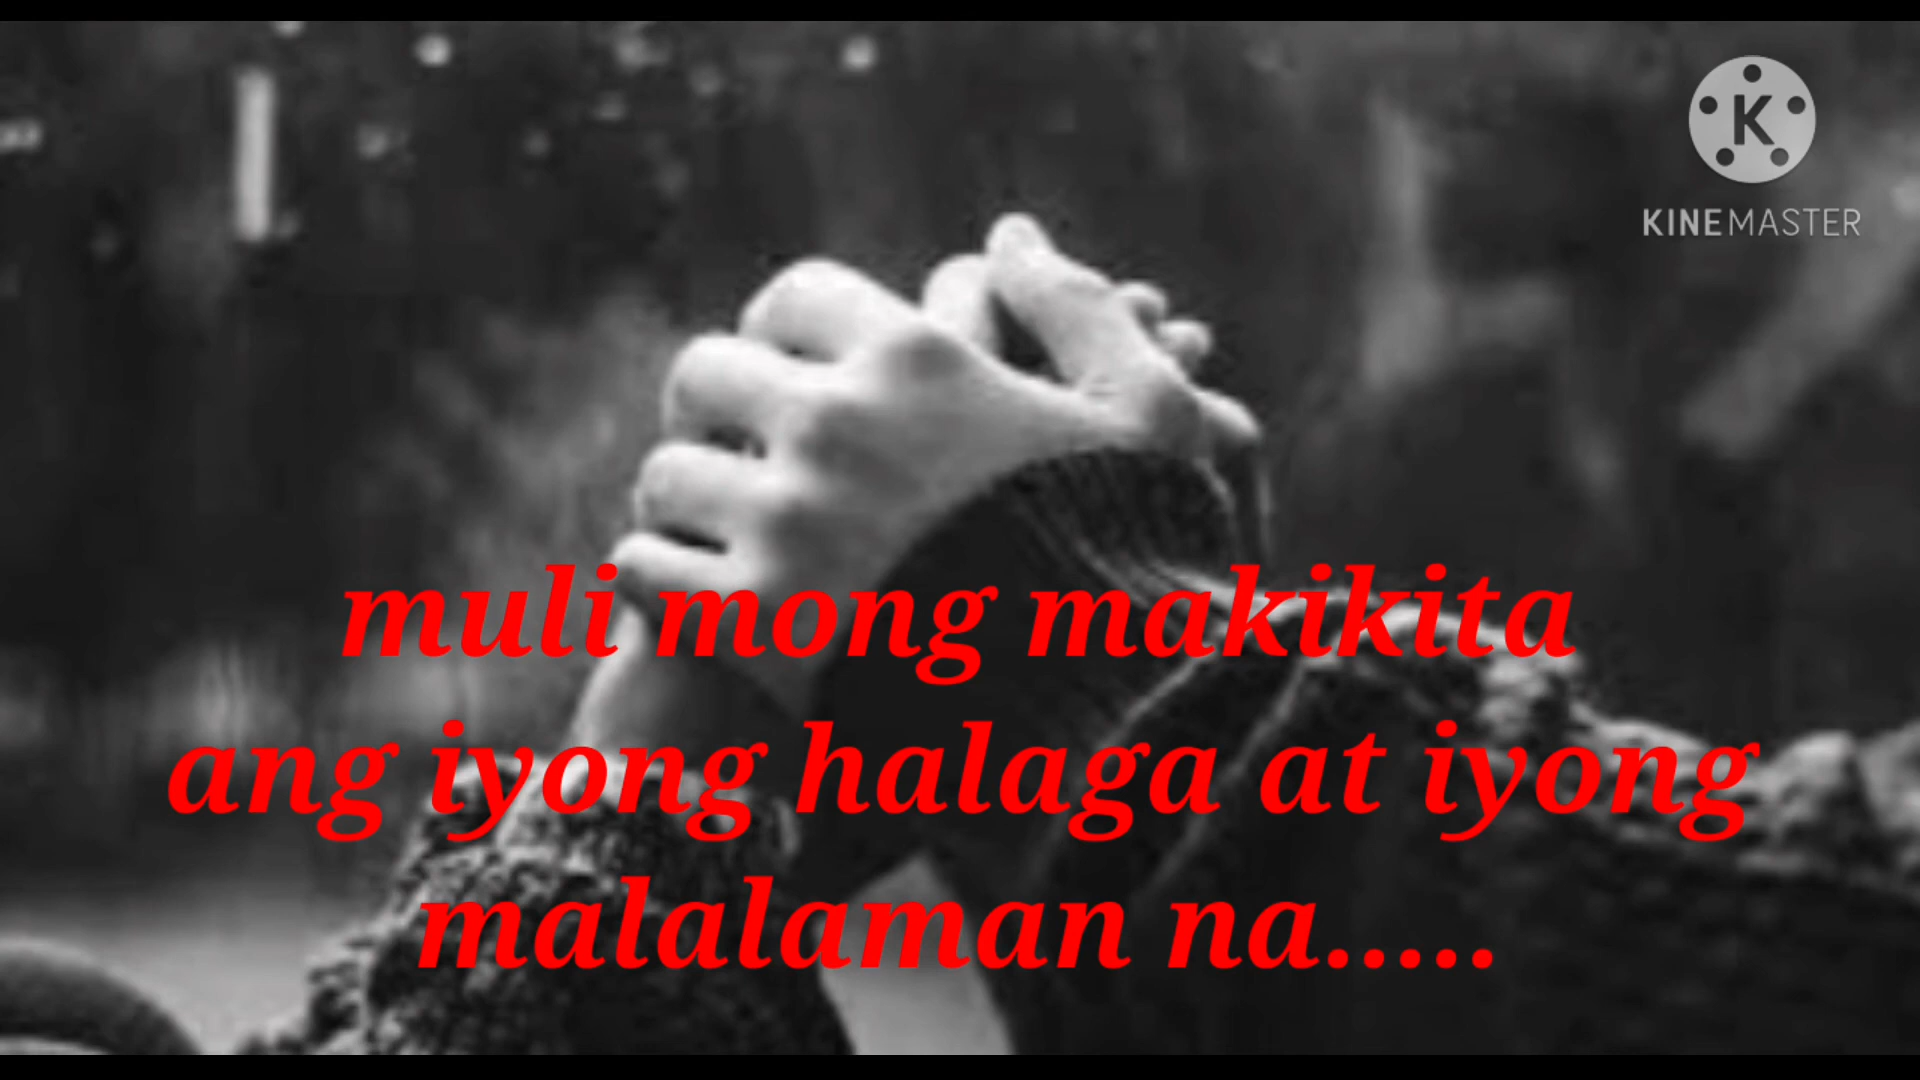 K
KINEMASTER
muli mong makikita
ang iyong halaga at iyong
malalaman na.....